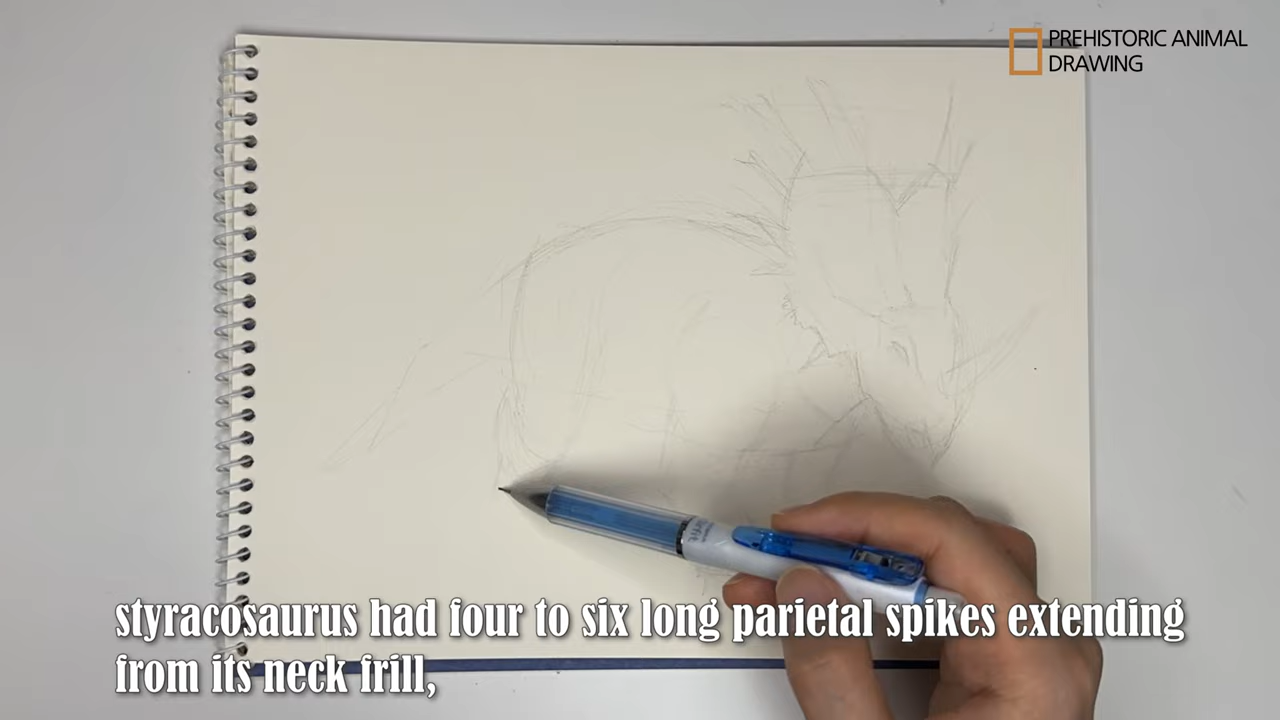 PREHISTORIC ANIMAL
DRAWING
styracosaurus had four to six long parietal spikes extending
from its neck frill,